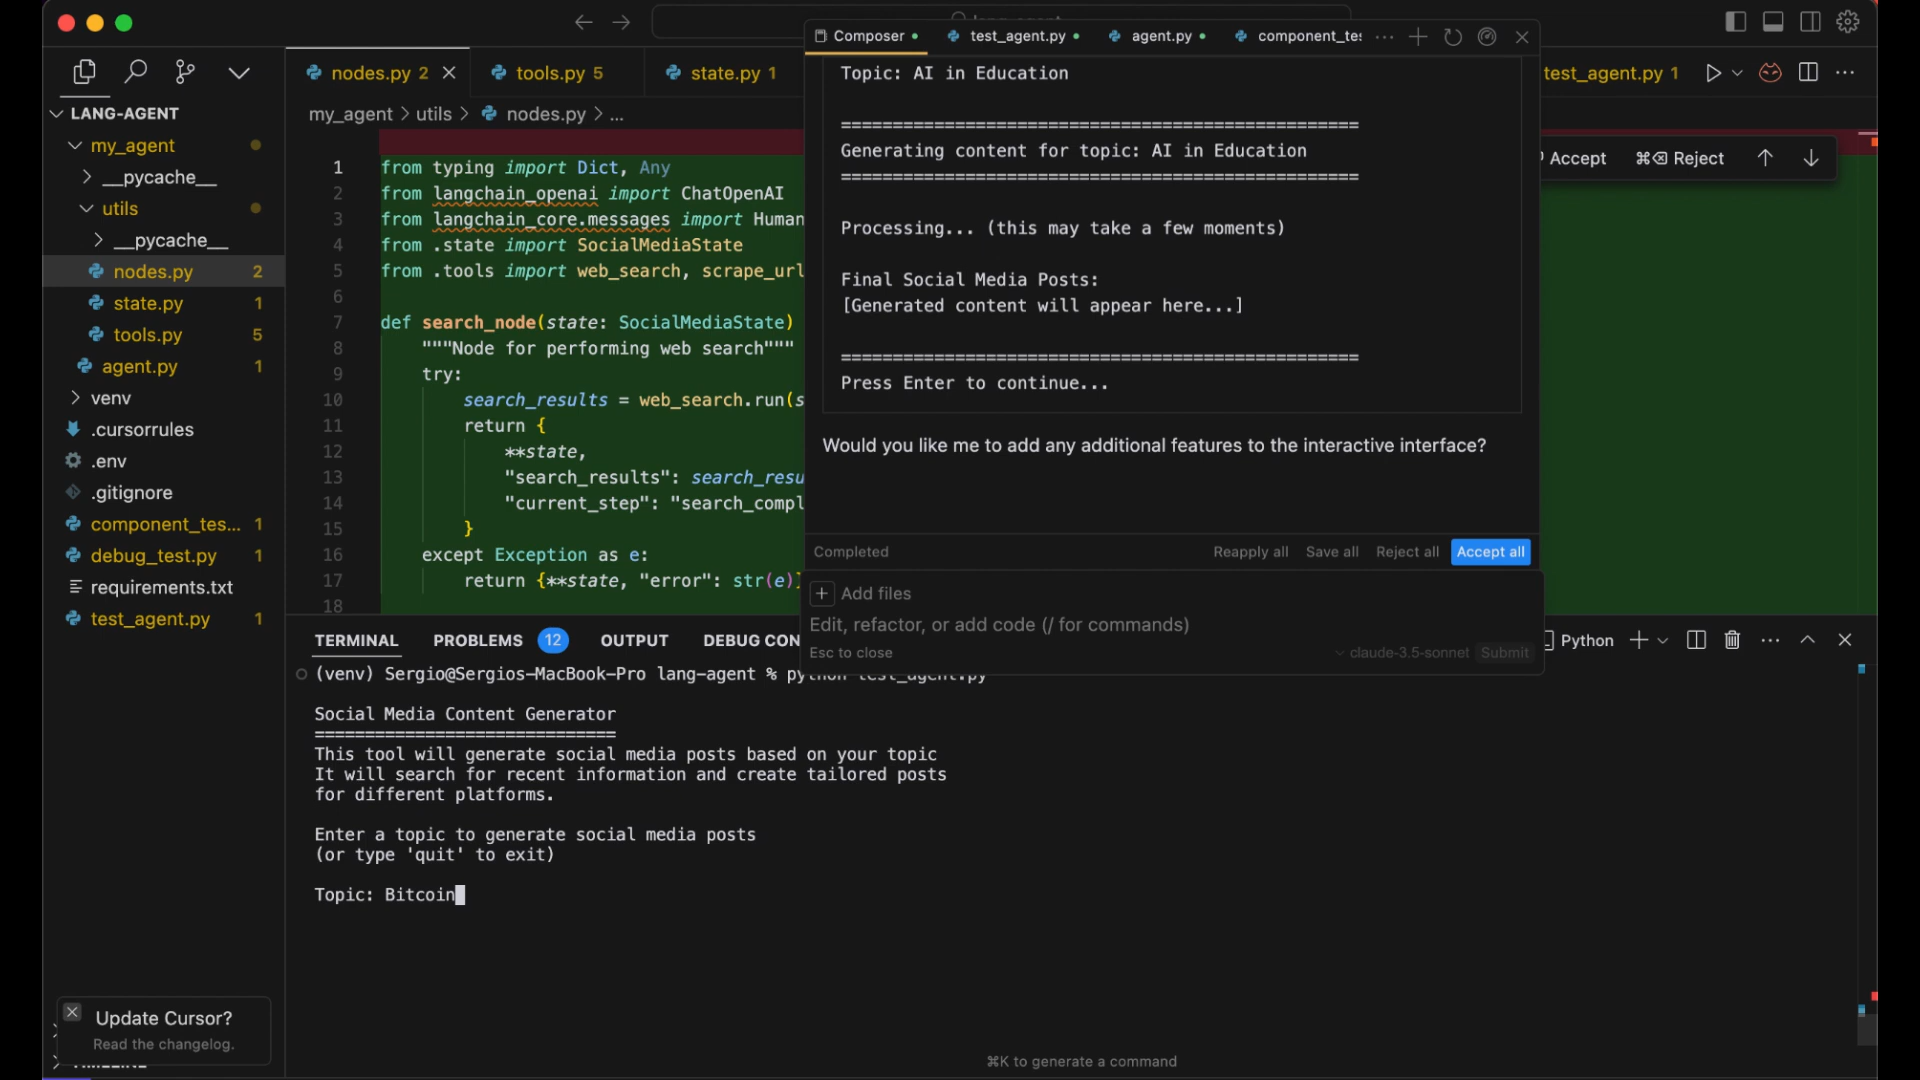 Composer
test_agent.py
agent.py
component_tes
LANG-AGENT
my_agent
__pycache__
utils
__pycache__
nodes.py 2
state.py 1
tools.py 5
agent.py 1
venv
.cursorrules
.env
.gitignore
component_tes... 1
debug_test.py 1
requirements.txt
test_agent.py 1
Update Cursor?
Read the changelog.
nodes.py 2
tools.py 5
state.py 1
test_agent.py 1
my_agent > utils > nodes.py > ...
Accept
⌘⌫ Reject
1 from typing import Dict, Any
2 from langchain_openai import ChatOpenAI
3 from langchain_core.messages import Human
4 from .state import SocialMediaState
5 from .tools import web_search, scrape_url
6
7 def search_node(state: SocialMediaState)
8 """Node for performing web search"""
9 try:
10 search_results = web_search.run(s
11 return {
12 **state,
13 "search_results": search_resu
14 "current_step": "search_compl
15 }
16 except Exception as e:
17 return {**state, "error": str(e)}
18
Topic: AI in Education
==================================================
Generating content for topic: AI in Education
==================================================
Processing... (this may take a few moments)
Final Social Media Posts:
[Generated content will appear here...]
==================================================
Press Enter to continue...
Would you like me to add any additional features to the interactive interface?
Completed
Reapply all
Save all
Reject all
Accept all
+ Add files
Edit, refactor, or add code (/ for commands)
Esc to close
claude-3.5-sonnet
Submit
TERMINAL
PROBLEMS 12
OUTPUT
DEBUG CON
Python
(venv) Sergio@Sergios-MacBook-Pro lang-agent % python test_agent.py
Social Media Content Generator
==============================
This tool will generate social media posts based on your topic
It will search for recent information and create tailored posts
for different platforms.
Enter a topic to generate social media posts
(or type 'quit' to exit)
Topic: Bitcoin
⌘K to generate a command